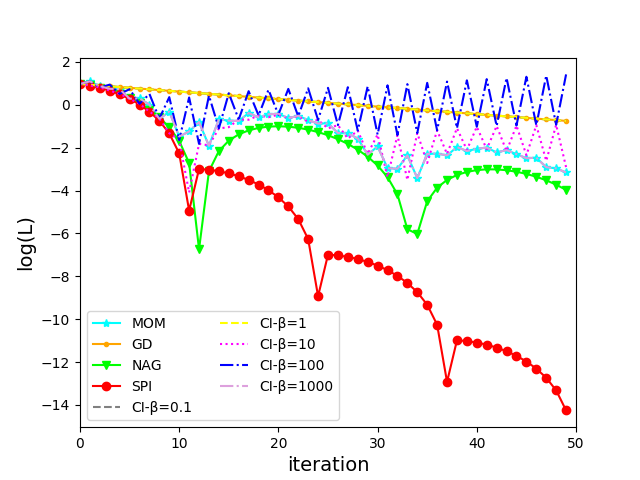 2
0
−2
−4
−6
−8
−10
−12
−14
log(L)
0
10
20
30
40
50
iteration
MOM
GD
NAG
SPI
CI-β=0.1
CI-β=1
CI-β=10
CI-β=100
CI-β=1000